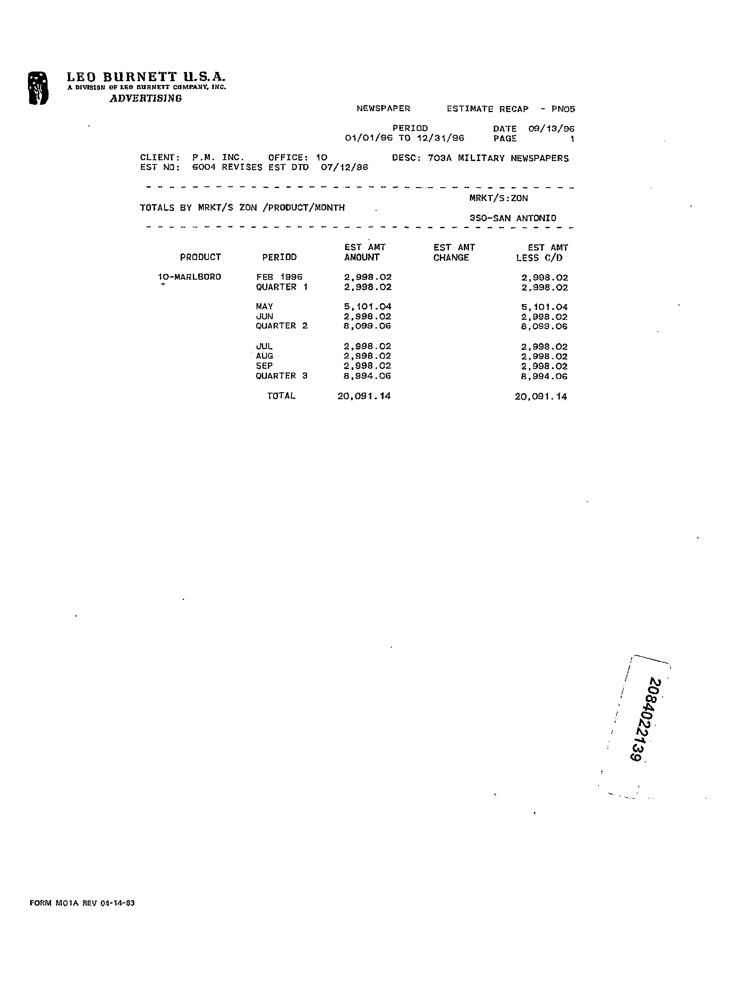 LEO BURNETT U.S.A.
A DIVISION OF LEO BURNETT COMPANY, INC.
ADVERTISING
NEWSPAPER ESTIMATE RECAP - PN05
PERIOD DATE 09/13/96
01/01/96 TO 12/31/96 PAGE 1
CLIENT: P.M. INC. OFFICE: 10 DESC: 703A MILITARY NEWSPAPERS
EST NO: 6004 REVISES EST DTD 07/12/96
MRKT/S:ZON
TOTALS BY MRKT/S ZON /PRODUCT/MONTH
350-SAN ANTONIO
EST AMT EST AMT EST AMT
PRODUCT PERIOD AMOUNT CHANGE LESS C/D
10-MARLBORO FEB 1996 2,998.02 2,998.02
" QUARTER 1 2,998.02 2,998.02
MAY 5,101.04 5,101.04
JUN 2,998.02 2,998.02
QUARTER 2 8,099.06 8,099.06
JUL 2,998.02 2,998.02
AUG 2,998.02 2,998.02
SEP 2,998.02 2,998.02
QUARTER 3 8,994.06 8,994.06
TOTAL 20,091.14 20,091.14
2084022139
FORM M01A REV 04-14-83